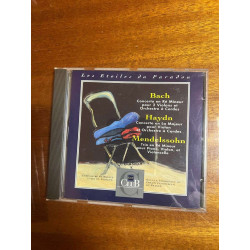 Les Etoiles du Paradou
Bach
Concerto en Ré Mineur
pour 2 Violons et
Orchestre à Cordes
Haydn
Concerto en La Majeur
pour Violon
et Orchestre à Cordes
Mendelssohn
Trio en Ré Mineur
pour Piano, Violon, et
Violoncelle